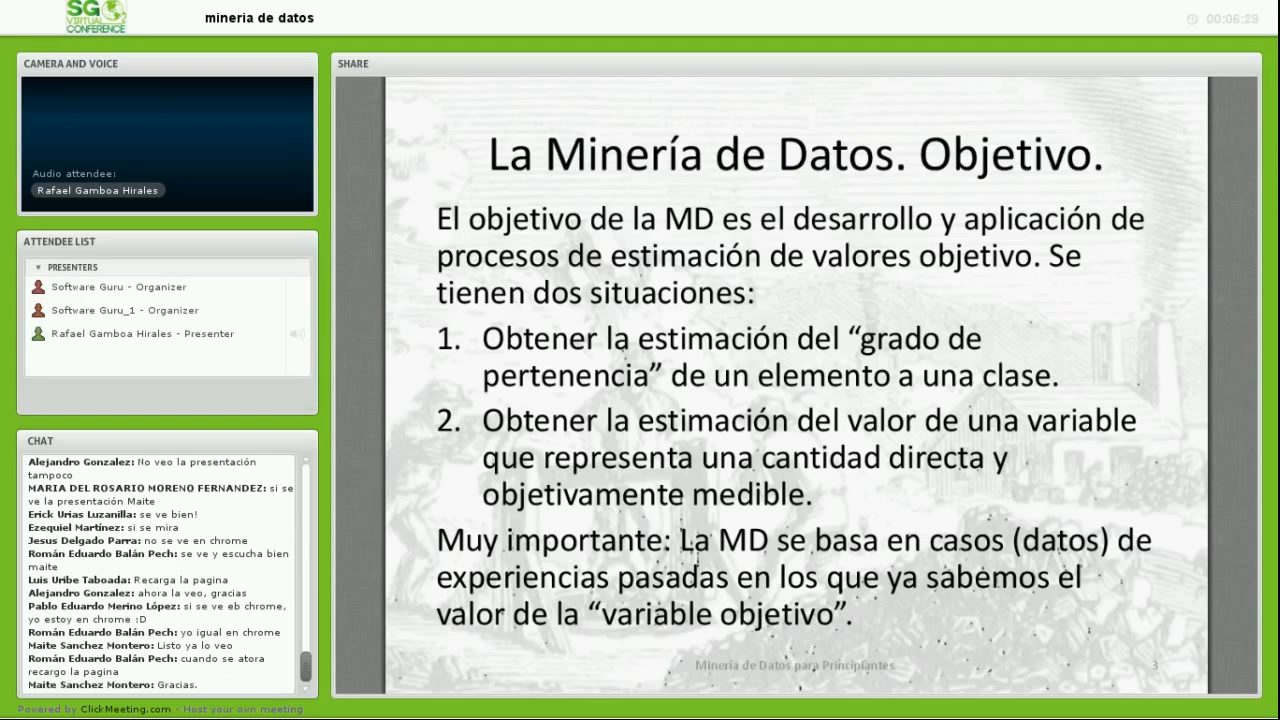 SG
VIRTUAL
CONFERENCE
mineria de datos
00:06:23
CAMERA AND VOICE
Audio attendee:
Rafael Gamboa Hirales
ATTENDEE LIST
PRESENTERS
Software Guru - Organizer
Software Guru_1 - Organizer
Rafael Gamboa Hirales - Presenter
CHAT
Alejandro Gonzalez: No veo la presentación
tampoco
MARIA DEL ROSARIO MORENO FERNANDEZ: si se
ve la presentación Maite
Erick Urias Luzanilla: se ve bien!
Ezequiel Martínez: si se mira
Jesus Delgado Parra: no se ve en chrome
Román Eduardo Balán Pech: se ve y escucha bien
maite
Luis Uribe Taboada: Recarga la pagina
Alejandro Gonzalez: ahora la veo, gracias
Pablo Eduardo Merino López: si se ve eb chrome,
yo estoy en chrome :D
Román Eduardo Balán Pech: yo igual en chrome
Maite Sanchez Montero: Listo ya lo veo
Román Eduardo Balán Pech: cuando se atora
recargo la pagina
Maite Sanchez Montero: Gracias.
Powered by ClickMeeting.com - Host your own meeting
SHARE
La Minería de Datos. Objetivo.
El objetivo de la MD es el desarrollo y aplicación de
procesos de estimación de valores objetivo. Se
tienen dos situaciones:
1. Obtener la estimación del “grado de
pertenencia” de un elemento a una clase.
2. Obtener la estimación del valor de una variable
que representa una cantidad directa y
objetivamente medible.
Muy importante: La MD se basa en casos (datos) de
experiencias pasadas en los que ya sabemos el
valor de la “variable objetivo”.
Minería de Datos para Principiantes
3